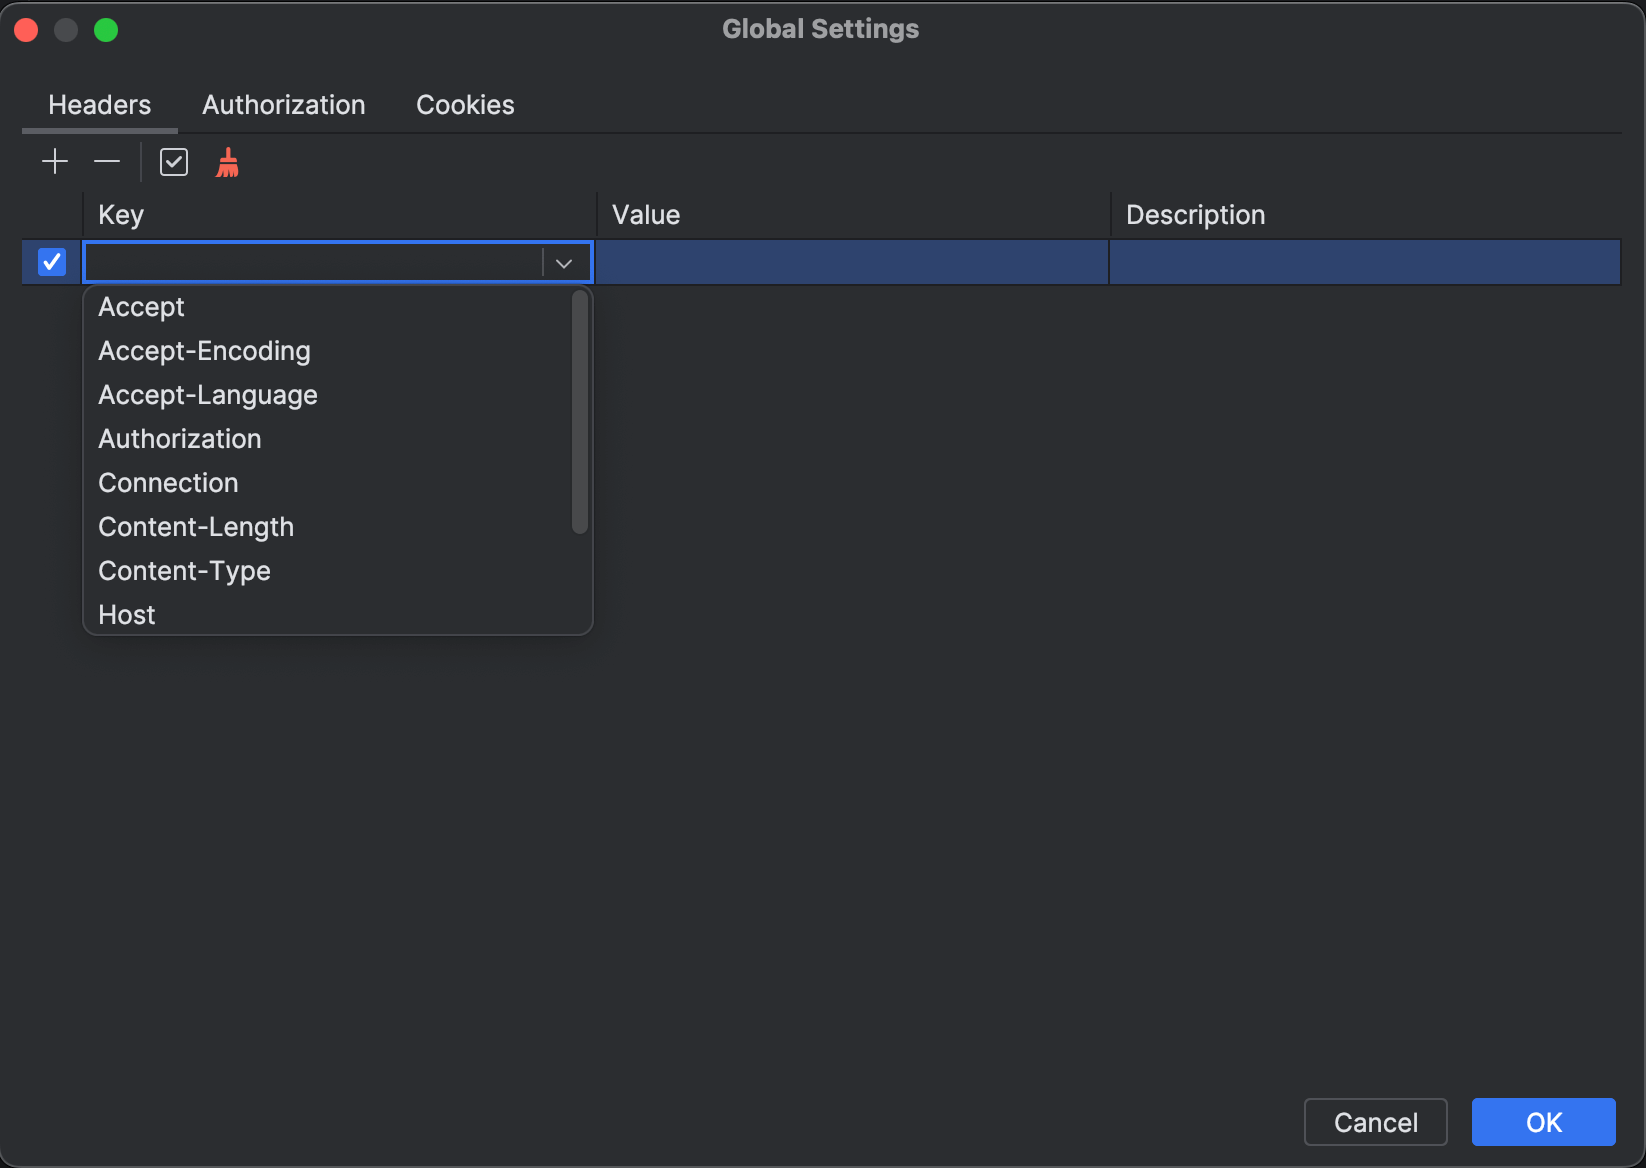 Global Settings
Headers Authorization Cookies
Key Value Description
Accept
Accept-Encoding
Accept-Language
Authorization
Connection
Content-Length
Content-Type
Host
Cancel OK